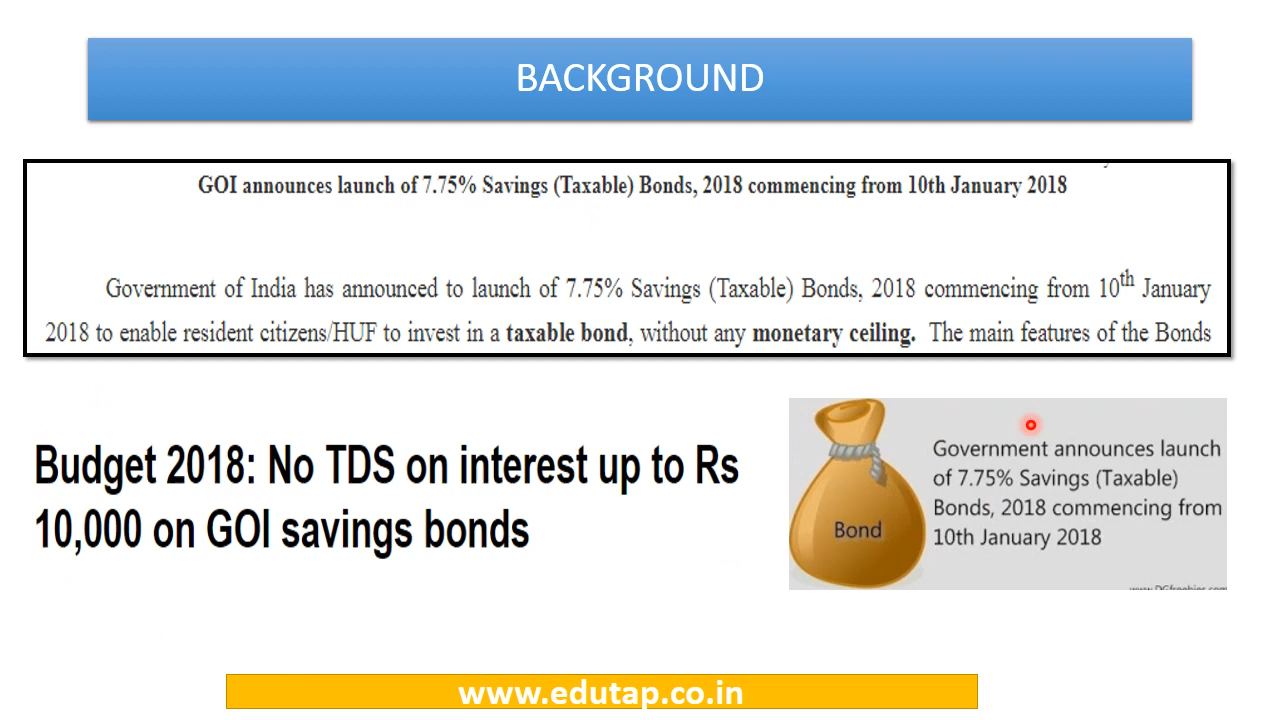 BACKGROUND
GOI announces launch of 7.75% Savings (Taxable) Bonds, 2018 commencing from 10th January 2018
Government of India has announced to launch of 7.75% Savings (Taxable) Bonds, 2018 commencing from 10th January
2018 to enable resident citizens/HUF to invest in a taxable bond, without any monetary ceiling. The main features of the Bonds
Budget 2018: No TDS on interest up to Rs
10,000 on GOI savings bonds
Bond
Government announces launch
of 7.75% Savings (Taxable)
Bonds, 2018 commencing from
10th January 2018
www.edutap.co.in